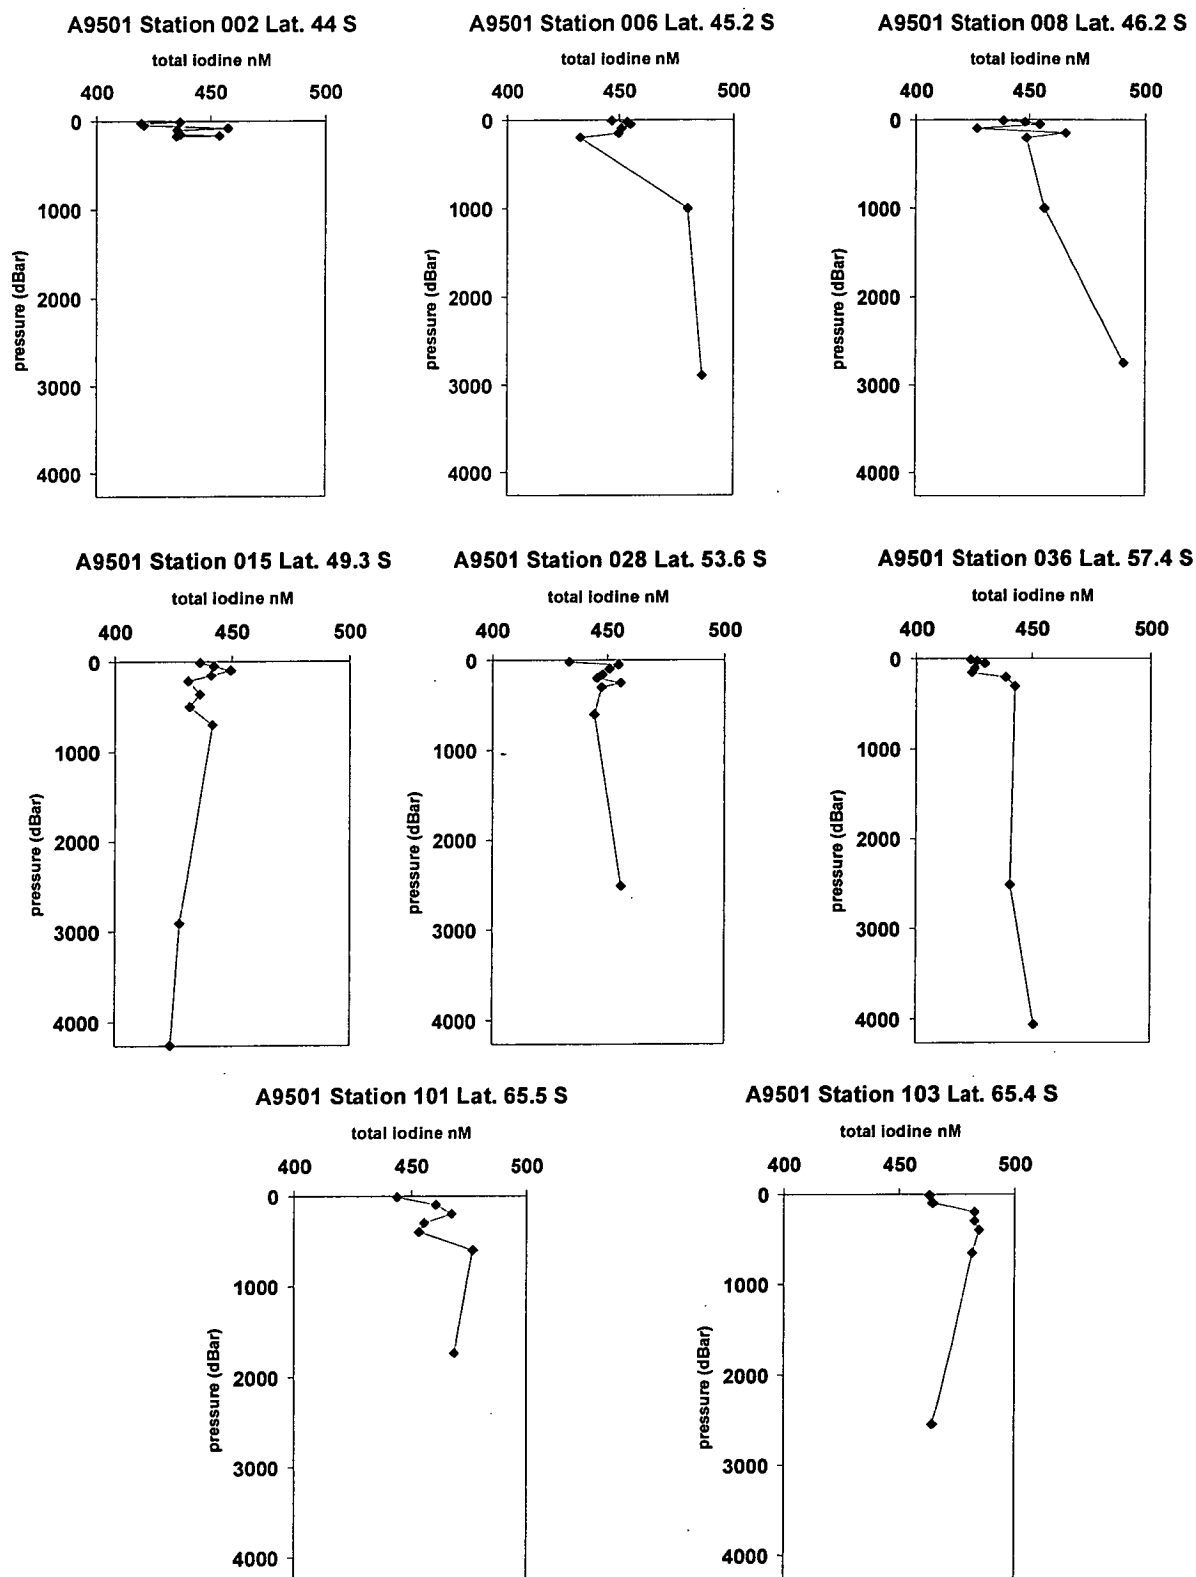 A9501 Station 002 Lat. 44 S
total iodine nM
400 450 500
0
1000
2000
3000
4000
pressure (dBar)
A9501 Station 006 Lat. 45.2 S
total iodine nM
400 450 500
0
1000
2000
3000
4000
pressure (dBar)
A9501 Station 008 Lat. 46.2 S
total iodine nM
400 450 500
0
1000
2000
3000
4000
pressure (dBar)
A9501 Station 015 Lat. 49.3 S
total iodine nM
400 450 500
0
1000
2000
3000
4000
pressure (dBar)
A9501 Station 028 Lat. 53.6 S
total iodine nM
400 450 500
0
1000
2000
3000
4000
pressure (dBar)
A9501 Station 036 Lat. 57.4 S
total iodine nM
400 450 500
0
1000
2000
3000
4000
pressure (dBar)
A9501 Station 101 Lat. 65.5 S
total iodine nM
400 450 500
0
1000
2000
3000
4000
pressure (dBar)
A9501 Station 103 Lat. 65.4 S
total iodine nM
400 450 500
0
1000
2000
3000
4000
pressure (dBar)